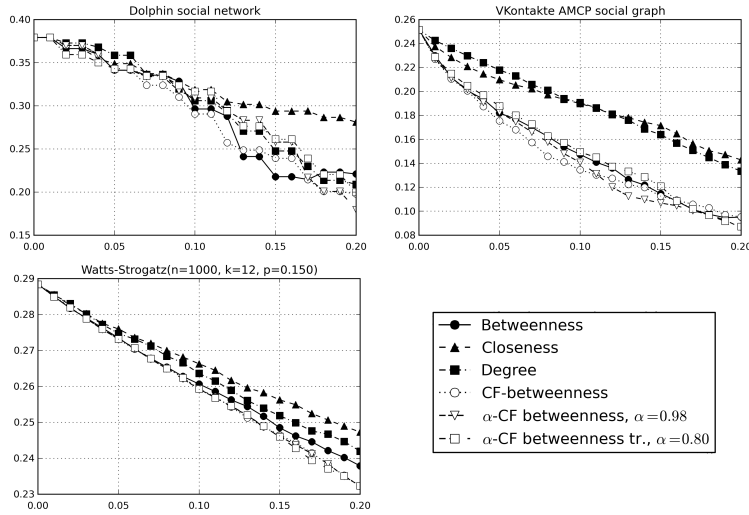 Dolphin social network
0.40
0.35
0.30
0.25
0.20
0.15
0.00 0.05 0.10 0.15 0.20
VKontakte AMCP social graph
0.26
0.24
0.22
0.20
0.18
0.16
0.14
0.12
0.10
0.08
0.00 0.05 0.10 0.15 0.20
Watts-Strogatz(n=1000, k=12, p=0.150)
0.29
0.28
0.27
0.26
0.25
0.24
0.23
0.00 0.05 0.10 0.15 0.20
Betweenness
Closeness
Degree
CF-betweenness
α-CF betweenness, α=0.98
α-CF betweenness tr., α=0.80